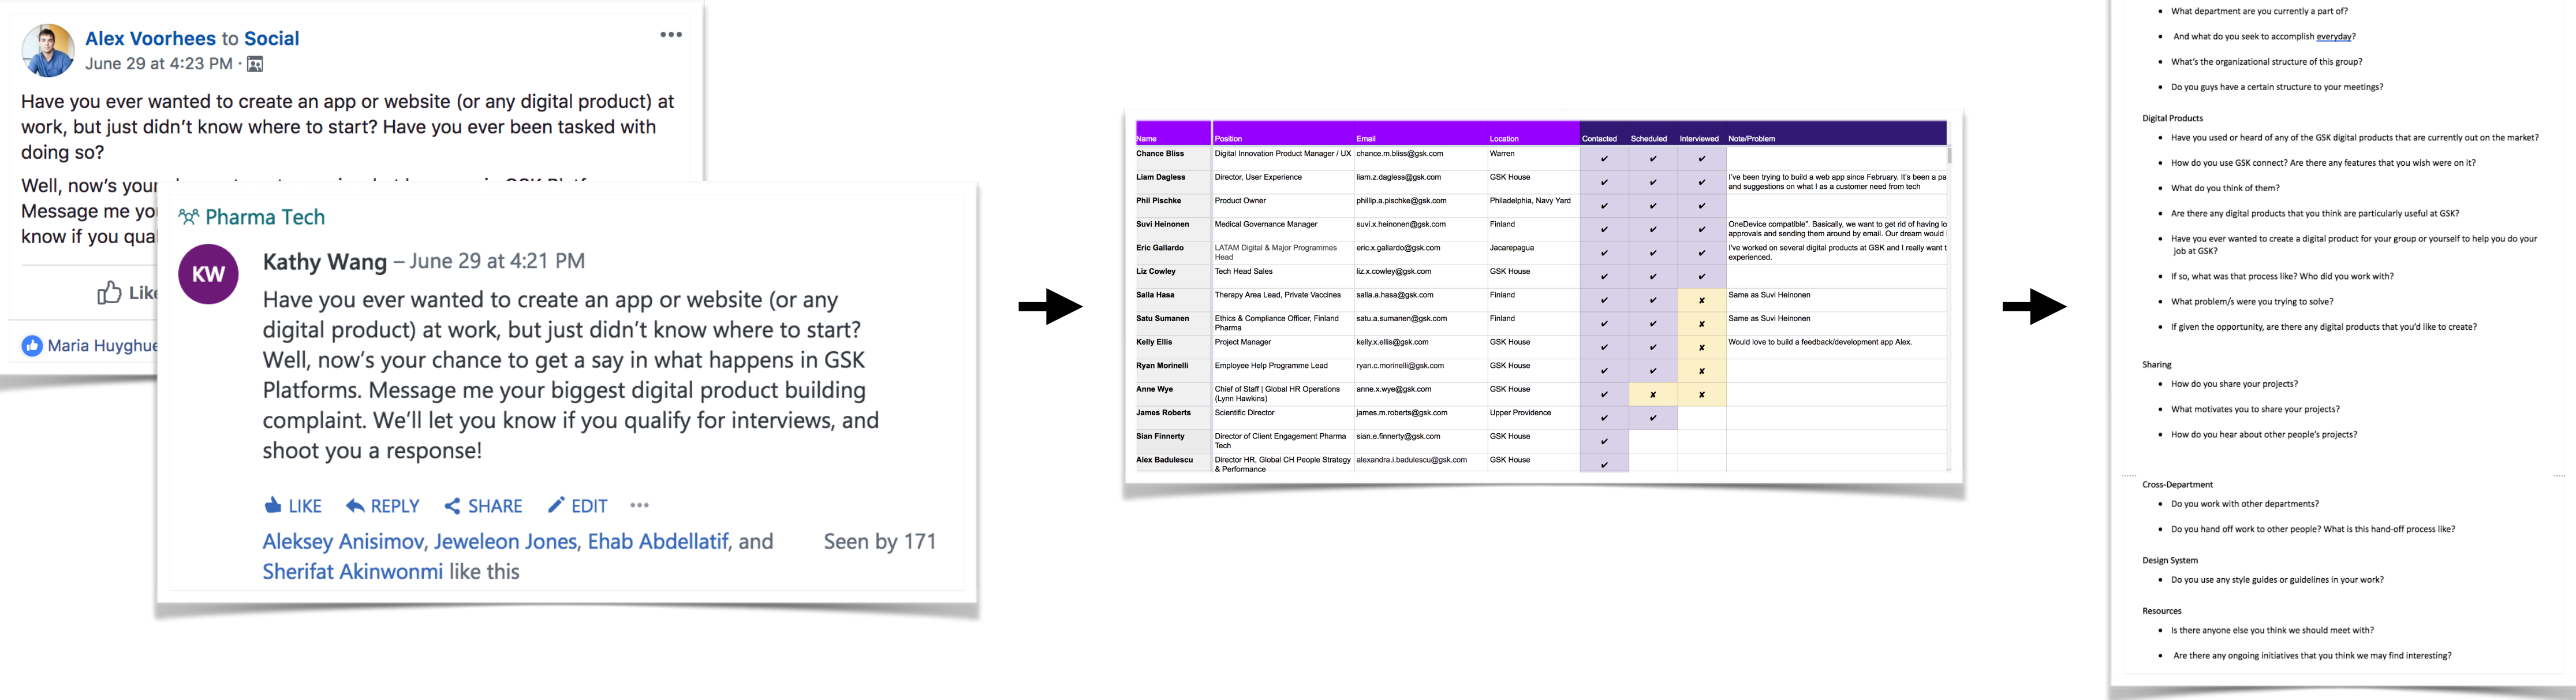 Alex Voorhees to Social
June 29 at 4:23 PM ·
Have you ever wanted to create an app or website (or any digital product) at
work, but just didn't know where to start? Have you ever been tasked with
doing so?
Well, now's your
Message me yo
know if you qual
Like
Maria Huyghue
Pharma Tech
KW
Kathy Wang – June 29 at 4:21 PM
Have you ever wanted to create an app or website (or any
digital product) at work, but just didn't know where to start?
Well, now's your chance to get a say in what happens in GSK
Platforms. Message me your biggest digital product building
complaint. We'll let you know if you qualify for interviews, and
shoot you a response!
LIKE REPLY SHARE EDIT
Aleksey Anisimov, Jeweleon Jones, Ehab Abdellatif, and Seen by 171
Sherifat Akinwonmi like this
Name Position Email Location Contacted Scheduled Interviewed Note/Problem
Chance Bliss Digital Innovation Product Manager / UX chance.m.bliss@gsk.com Warren ✔ ✔ ✔
Liam Dagless Director, User Experience liam.z.dagless@gsk.com GSK House ✔ ✔ ✔ I've been trying to build a web app since February. It's been a pa
and suggestions on what I as a customer need from tech
Phil Pischke Product Owner phillip.a.pischke@gsk.com Philadelphia, Navy Yard ✔ ✔ ✔
Suvi Heinonen Medical Governance Manager suvi.x.heinonen@gsk.com Finland ✔ ✔ ✔ OneDevice compatible". Basically, we want to get rid of having lo
approvals and sending them around by email. Our dream would
Eric Gallardo LATAM Digital & Major Programmes eric.x.gallardo@gsk.com Jacarepagua ✔ ✔ ✔ I've worked on several digital products at GSK and I really want t
Head experienced.
Liz Cowley Tech Head Sales liz.x.cowley@gsk.com GSK House ✔ ✔ ✔
Salla Hasa Therapy Area Lead, Private Vaccines salla.a.hasa@gsk.com Finland ✔ ✔ ✘ Same as Suvi Heinonen
Satu Sumanen Ethics & Compliance Officer, Finland satu.a.sumanen@gsk.com Finland ✔ ✔ ✘ Same as Suvi Heinonen
Pharma
Kelly Ellis Project Manager kelly.x.ellis@gsk.com GSK House ✔ ✔ ✘ Would love to build a feedback/development app Alex.
Ryan Morinelli Employee Help Programme Lead ryan.c.morinelli@gsk.com GSK House ✔ ✔ ✘
Anne Wye Chief of Staff | Global HR Operations anne.x.wye@gsk.com GSK House ✔ ✘ ✘
(Lynn Hawkins)
James Roberts Scientific Director james.m.roberts@gsk.com Upper Providence ✔ ✔
Sian Finnerty Director of Client Engagement Pharma sian.e.finnerty@gsk.com GSK House ✔
Tech
Alex Badulescu Director HR, Global CH People Strategy alexandra.i.badulescu@gsk.com GSK House ✔
& Performance
• What department are you currently a part of?
• And what do you seek to accomplish everyday?
• What's the organizational structure of this group?
• Do you guys have a certain structure to your meetings?
Digital Products
• Have you used or heard of any of the GSK digital products that are currently out on the market?
• How do you use GSK connect? Are there any features that you wish were on it?
• What do you think of them?
• Are there any digital products that you think are particularly useful at GSK?
• Have you ever wanted to create a digital product for your group or yourself to help you do your
job at GSK?
• If so, what was that process like? Who did you work with?
• What problem/s were you trying to solve?
• If given the opportunity, are there any digital products that you'd like to create?
Sharing
• How do you share your projects?
• What motivates you to share your projects?
• How do you hear about other people's projects?
Cross-Department
• Do you work with other departments?
• Do you hand off work to other people? What is this hand-off process like?
Design System
• Do you use any style guides or guidelines in your work?
Resources
• Is there anyone else you think we should meet with?
• Are there any ongoing initiatives that you think we may find interesting?